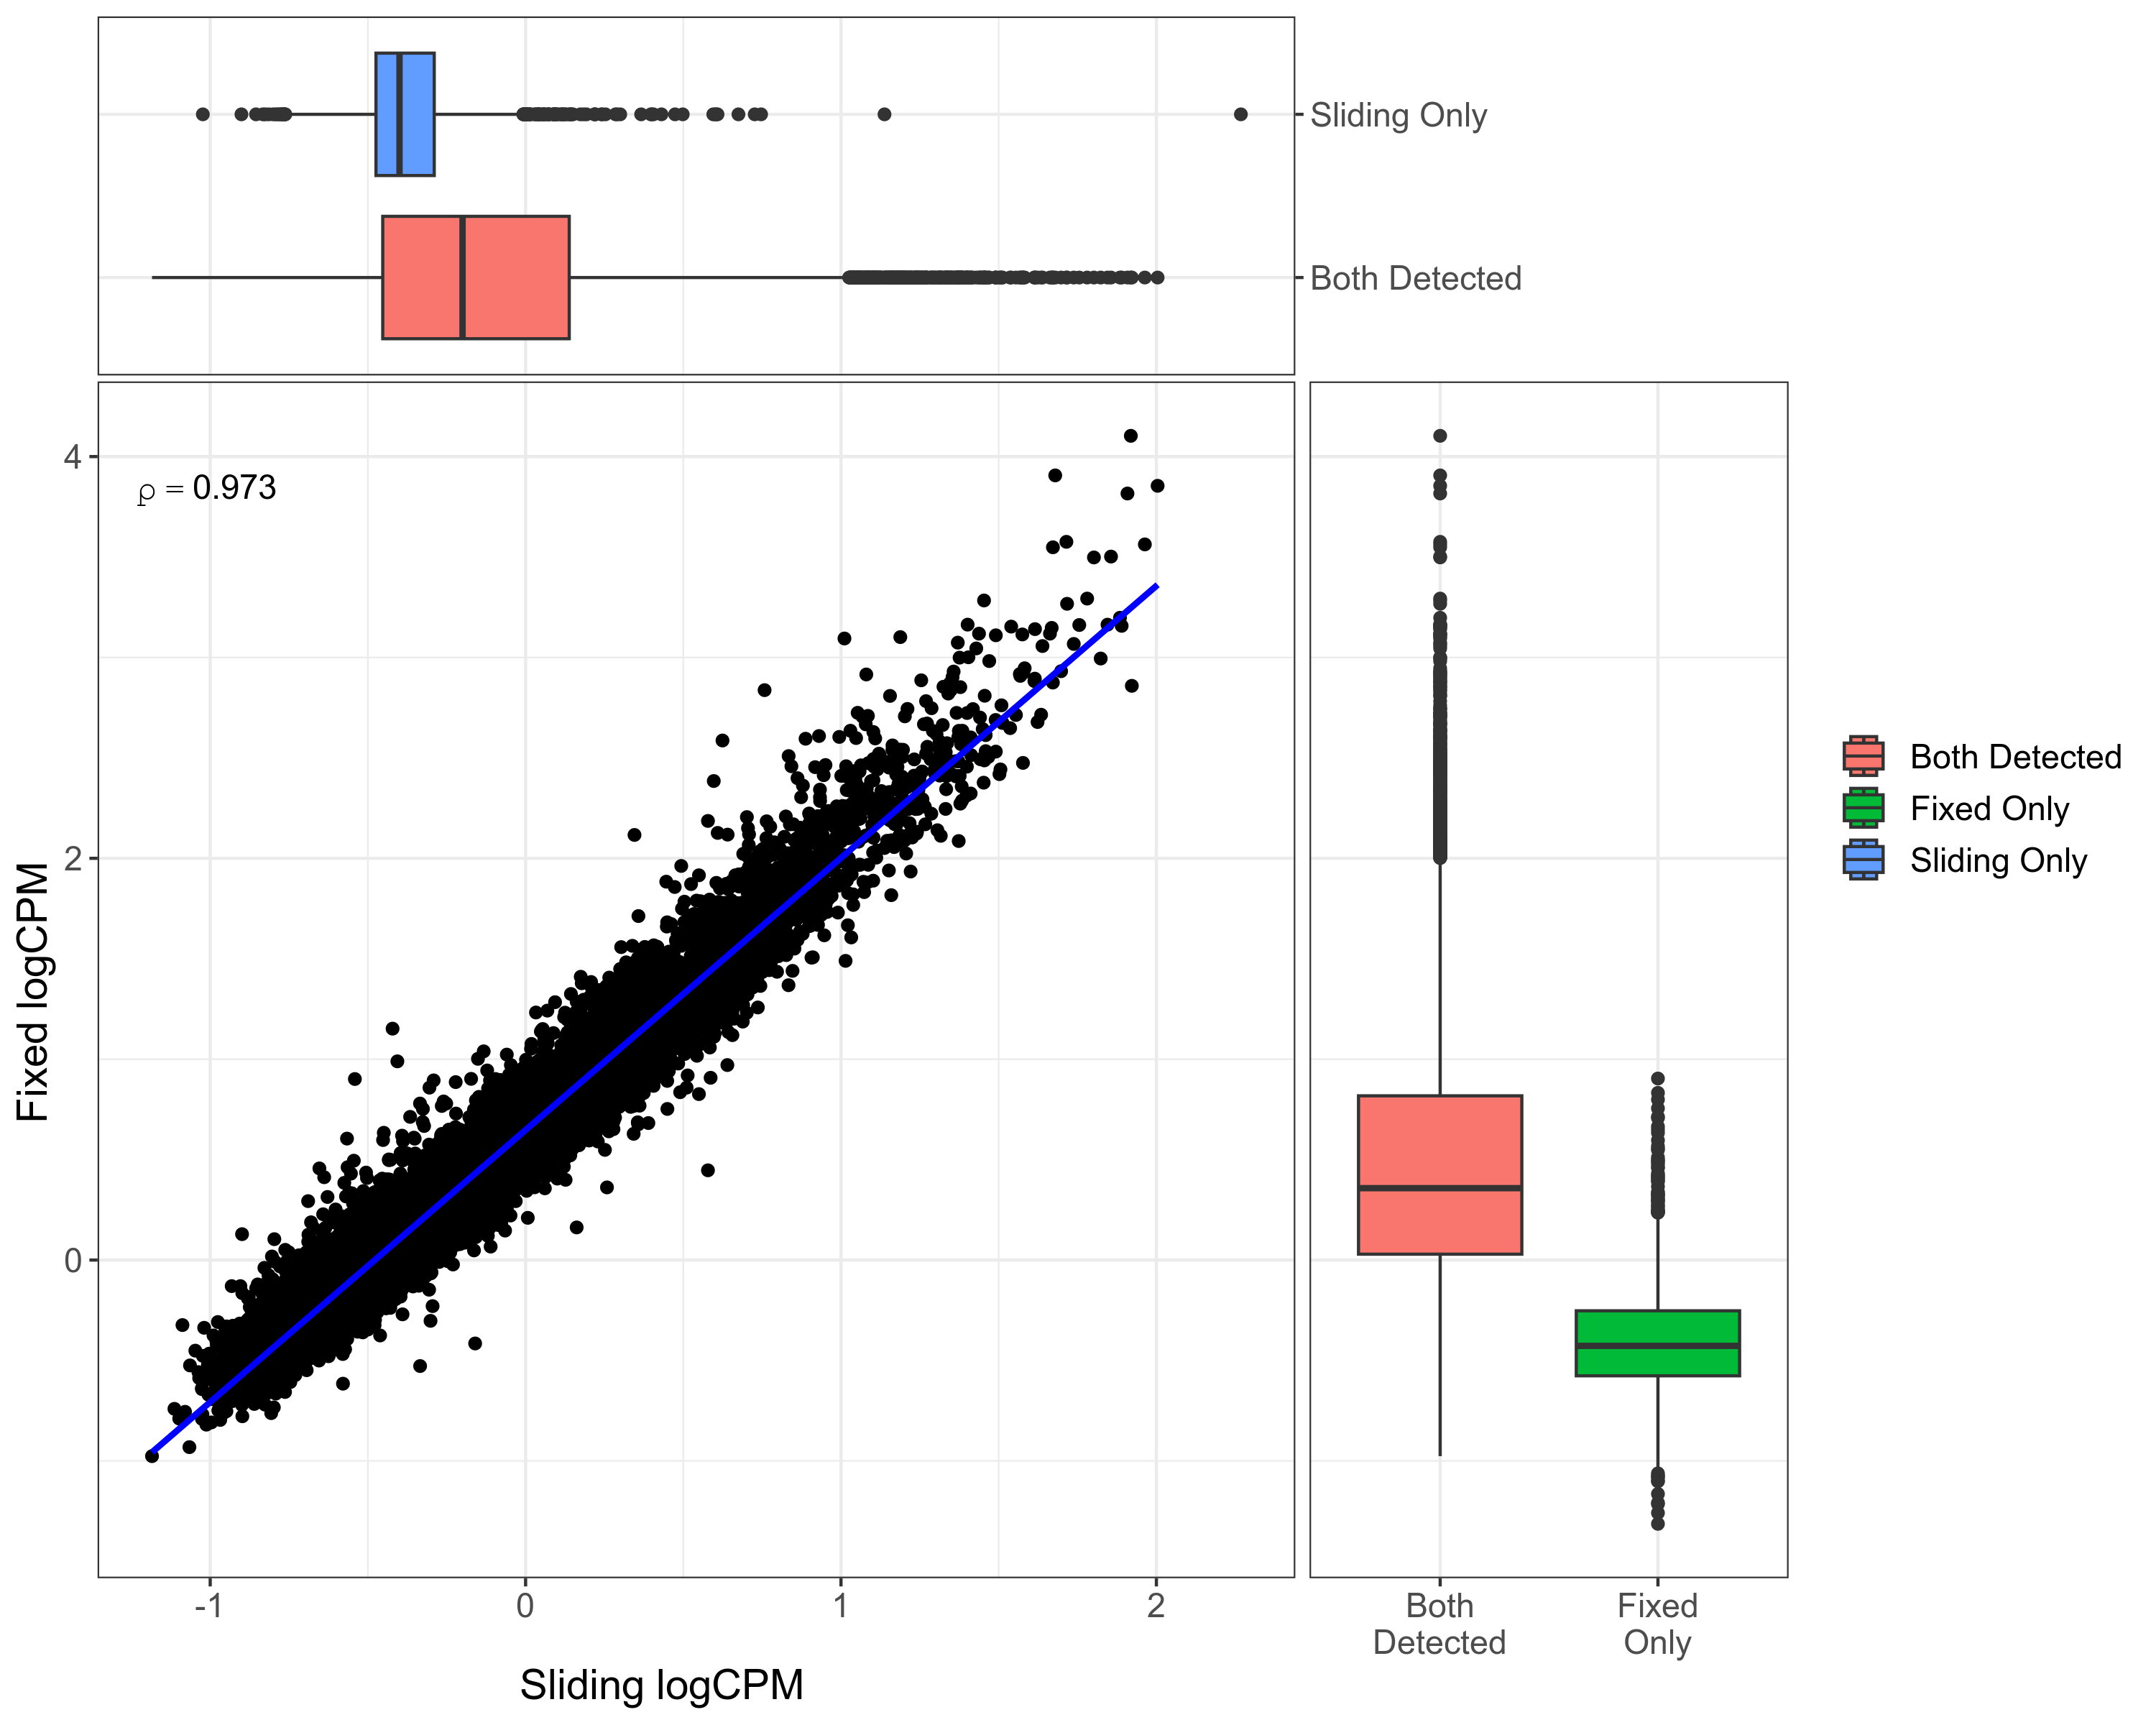 Sliding Only
Both Detected
4
2
0
Fixed logCPM
ρ = 0.973
-1
0
1
2
Sliding logCPM
Both
Detected
Fixed
Only
Both Detected
Fixed Only
Sliding Only